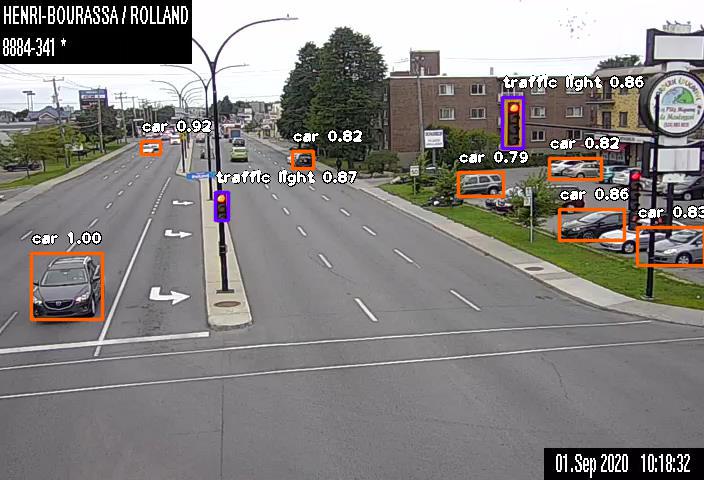 HENRI-BOURASSA / ROLLAND
8884-341 *
traffic light 0.86
car 0.92
car 0.82
car 0.82
car 0.79
traffic light 0.87
car 0.86
car 0.83
car 1.00
01.Sep 2020 10:18:32